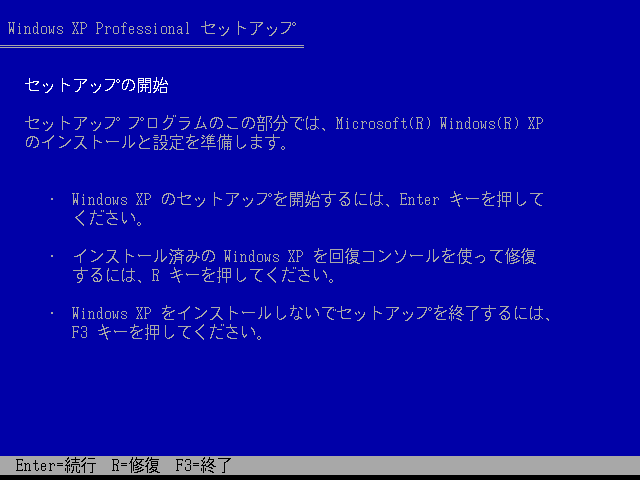 Windows XP Professional セットアップ
セットアップの開始
セットアップ プログラムのこの部分では、Microsoft(R) Windows(R) XP
のインストールと設定を準備します。
・ Windows XP のセットアップを開始するには、Enter キーを押して
ください。
・ インストール済みの Windows XP を回復コンソールを使って修復
するには、R キーを押してください。
・ Windows XP をインストールしないでセットアップを終了するには、
F3 キーを押してください。
Enter=続行 R=修復 F3=終了